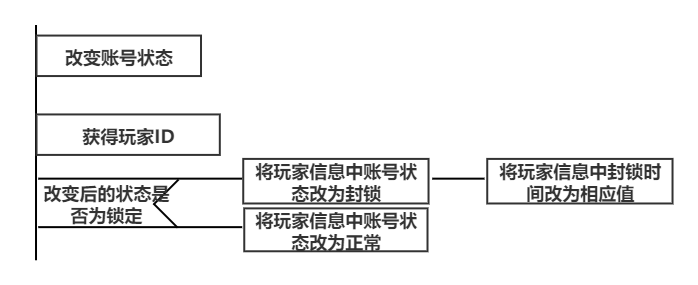 改变账号状态
获得玩家ID
将玩家信息中账号状
态改为封锁
将玩家信息中封锁时
间改为相应值
改变后的状态是
否为锁定
将玩家信息中账号状
态改为正常